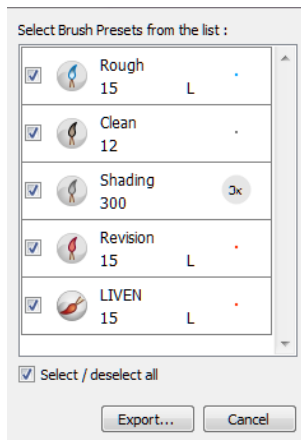 Select Brush Presets from the list :
Rough
15 L
Clean
12
Shading
300
Revision
15 L
LIVEN
15 L
Select / deselect all
Export... Cancel